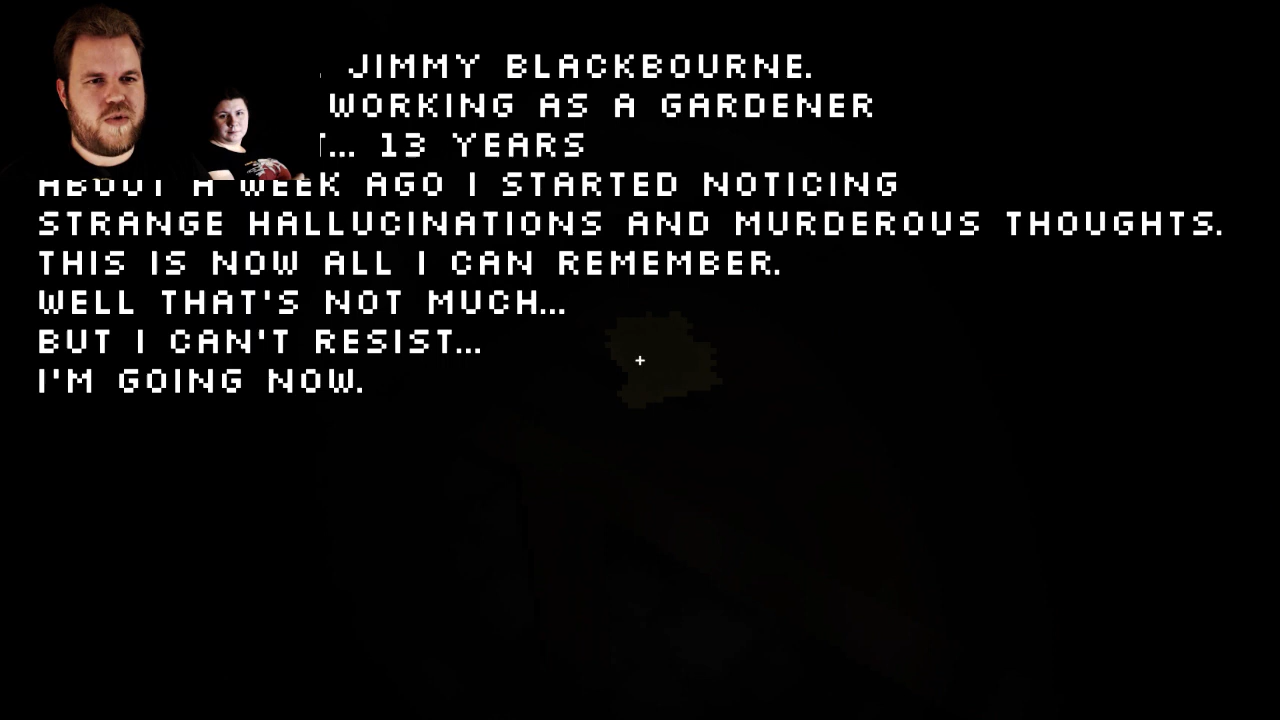 JIMMY BLACKBOURNE.
WORKING AS A GARDENER
... 13 YEARS
ABOUT A WEEK AGO I STARTED NOTICING
STRANGE HALLUCINATIONS AND MURDEROUS THOUGHTS.
THIS IS NOW ALL I CAN REMEMBER.
WELL THAT'S NOT MUCH...
BUT I CAN'T RESIST...
I'M GOING NOW.